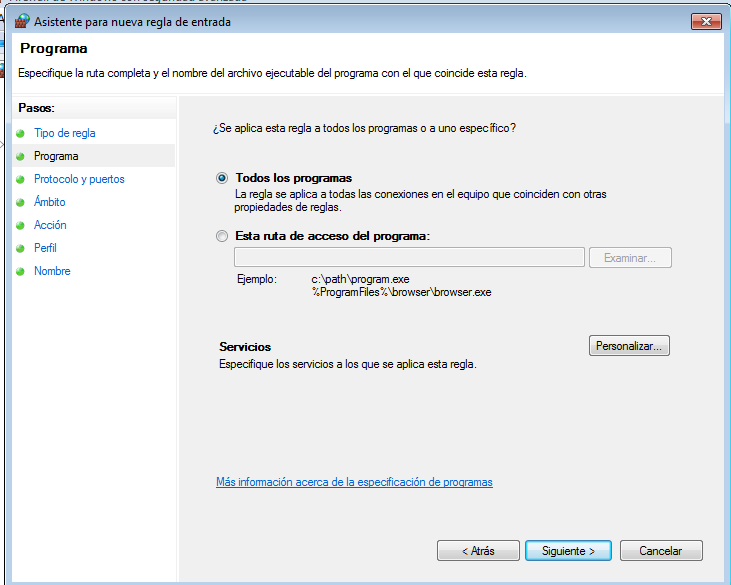 Asistente para nueva regla de entrada
Programa
Especifique la ruta completa y el nombre del archivo ejecutable del programa con el que coincide esta regla.
Pasos:
Tipo de regla
Programa
Protocolo y puertos
Ámbito
Acción
Perfil
Nombre
¿Se aplica esta regla a todos los programas o a uno específico?
Todos los programas
La regla se aplica a todas las conexiones en el equipo que coinciden con otras
propiedades de reglas.
Esta ruta de acceso del programa:
Examinar...
Ejemplo: c:\path\program.exe
%ProgramFiles%\browser\browser.exe
Servicios
Personalizar...
Especifique los servicios a los que se aplica esta regla.
Más información acerca de la especificación de programas
< Atrás Siguiente > Cancelar